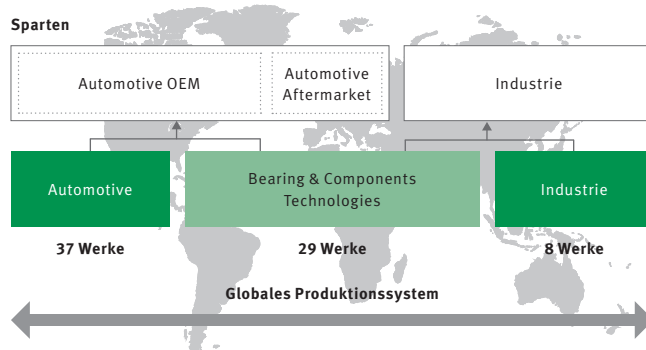 Sparten
Automotive OEM
Automotive
Aftermarket
Industrie
Automotive
Bearing & Components
Technologies
Industrie
37 Werke
29 Werke
8 Werke
Globales Produktionssystem